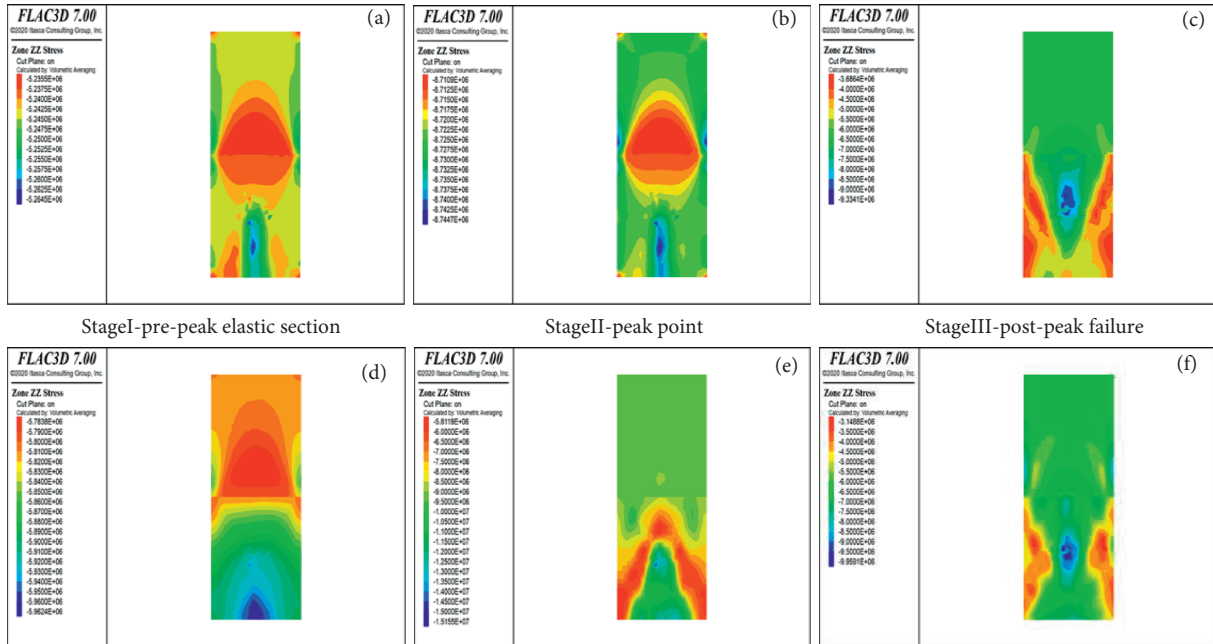 FLAC3D 7.00
©2020 Itasca Consulting Group, Inc.
Zone ZZ Stress
Cut Plane: on
Calculated by: Volumetric Averaging
-5.2355E+06
-5.2375E+06
-5.2400E+06
-5.2425E+06
-5.2450E+06
-5.2475E+06
-5.2500E+06
-5.2525E+06
-5.2550E+06
-5.2575E+06
-5.2600E+06
-5.2625E+06
-5.2645E+06
(a)
FLAC3D 7.00
©2020 Itasca Consulting Group, Inc.
Zone ZZ Stress
Cut Plane: on
Calculated by: Volumetric Averaging
-8.7109E+06
-8.7125E+06
-8.7150E+06
-8.7175E+06
-8.7200E+06
-8.7225E+06
-8.7250E+06
-8.7275E+06
-8.7300E+06
-8.7325E+06
-8.7350E+06
-8.7375E+06
-8.7400E+06
-8.7425E+06
-8.7447E+06
(b)
FLAC3D 7.00
©2020 Itasca Consulting Group, Inc.
Zone ZZ Stress
Cut Plane: on
Calculated by: Volumetric Averaging
-3.6864E+06
-4.0000E+06
-4.5000E+06
-5.0000E+06
-5.5000E+06
-6.0000E+06
-6.5000E+06
-7.0000E+06
-7.5000E+06
-8.0000E+06
-8.5000E+06
-9.0000E+06
-9.3341E+06
(c)
StageI-pre-peak elastic section
StageII-peak point
StageIII-post-peak failure
FLAC3D 7.00
©2020 Itasca Consulting Group, Inc.
Zone ZZ Stress
Cut Plane: on
Calculated by: Volumetric Averaging
-5.7838E+06
-5.7900E+06
-5.8000E+06
-5.8100E+06
-5.8200E+06
-5.8300E+06
-5.8400E+06
-5.8500E+06
-5.8600E+06
-5.8700E+06
-5.8800E+06
-5.8900E+06
-5.9000E+06
-5.9100E+06
-5.9200E+06
-5.9300E+06
-5.9400E+06
-5.9500E+06
-5.9600E+06
-5.9624E+06
(d)
FLAC3D 7.00
©2020 Itasca Consulting Group, Inc.
Zone ZZ Stress
Cut Plane: on
Calculated by: Volumetric Averaging
-5.8119E+06
-6.0000E+06
-6.5000E+06
-7.0000E+06
-7.5000E+06
-8.0000E+06
-8.5000E+06
-9.0000E+06
-9.5000E+06
-1.0000E+07
-1.0500E+07
-1.1000E+07
-1.1500E+07
-1.2000E+07
-1.2500E+07
-1.3000E+07
-1.3500E+07
-1.4000E+07
-1.4500E+07
-1.5000E+07
-1.5155E+07
(e)
FLAC3D 7.00
©2020 Itasca Consulting Group, Inc.
Zone ZZ Stress
Cut Plane: on
Calculated by: Volumetric Averaging
-3.1488E+06
-3.5000E+06
-4.0000E+06
-4.5000E+06
-5.0000E+06
-5.5000E+06
-6.0000E+06
-6.5000E+06
-7.0000E+06
-7.5000E+06
-8.0000E+06
-8.5000E+06
-9.0000E+06
-9.5000E+06
-9.9591E+06
(f)